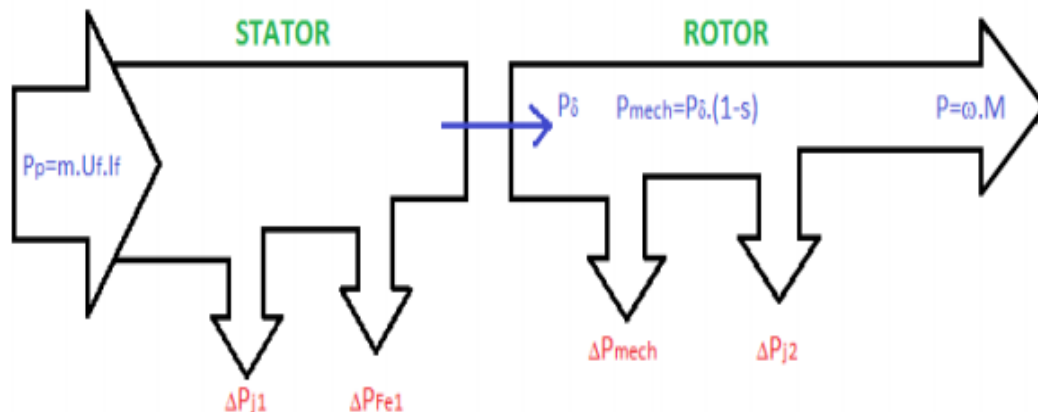 STATOR
ROTOR
Pp=m.Uf.If
Pδ
Pmech=Pδ.(1-s)
P=ω.M
ΔPj1
ΔPFe1
ΔPmech
ΔPj2